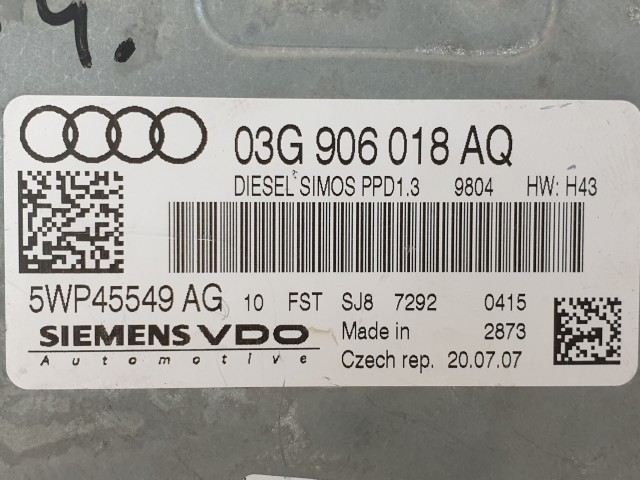 4.
03G 906 018 AQ
DIESEL SIMOS PPD1.3 9804 HW: H43
5WP45549 AG 10 FST SJ8 7292 0415
SIEMENS VDO Made in 2873
Automotive Czech rep. 20.07.07